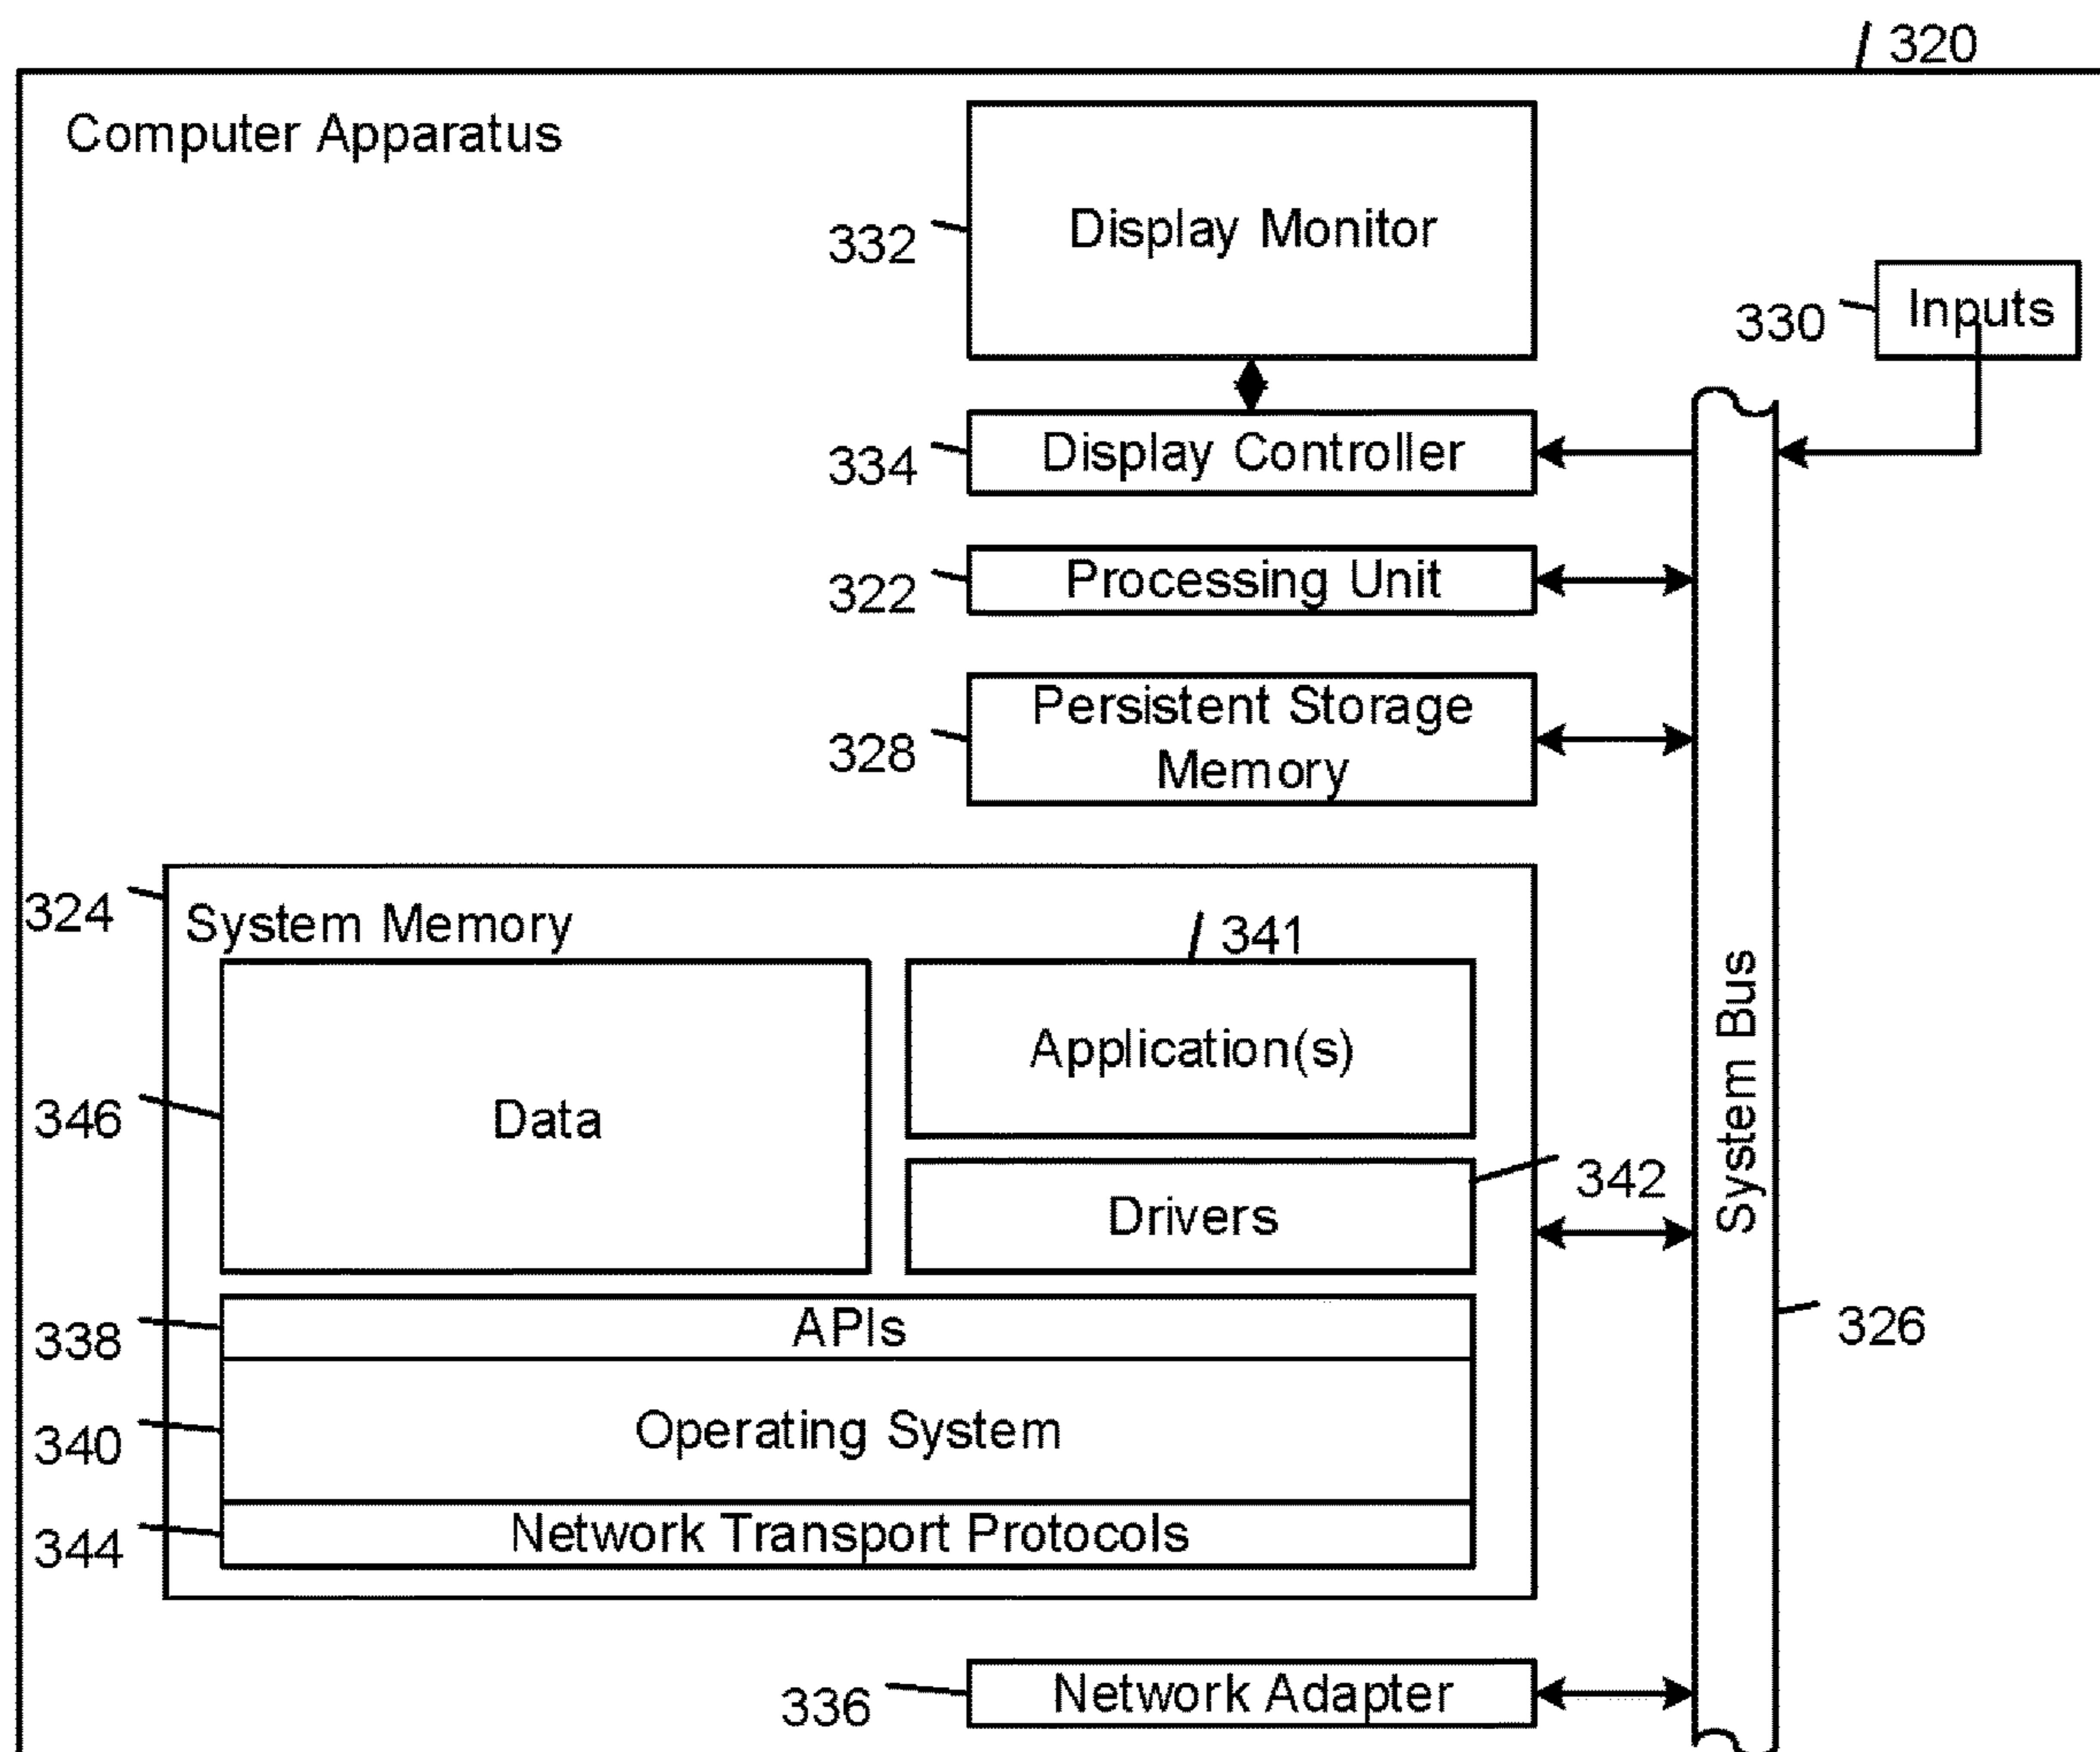 320
Computer Apparatus
332
Display Monitor
330
Inputs
334
Display Controller
322
Processing Unit
328
Persistent Storage
Memory
324
System Memory
341
346
Data
Application(s)
342
Drivers
System Bus
326
338
APIs
340
Operating System
344
Network Transport Protocols
336
Network Adapter